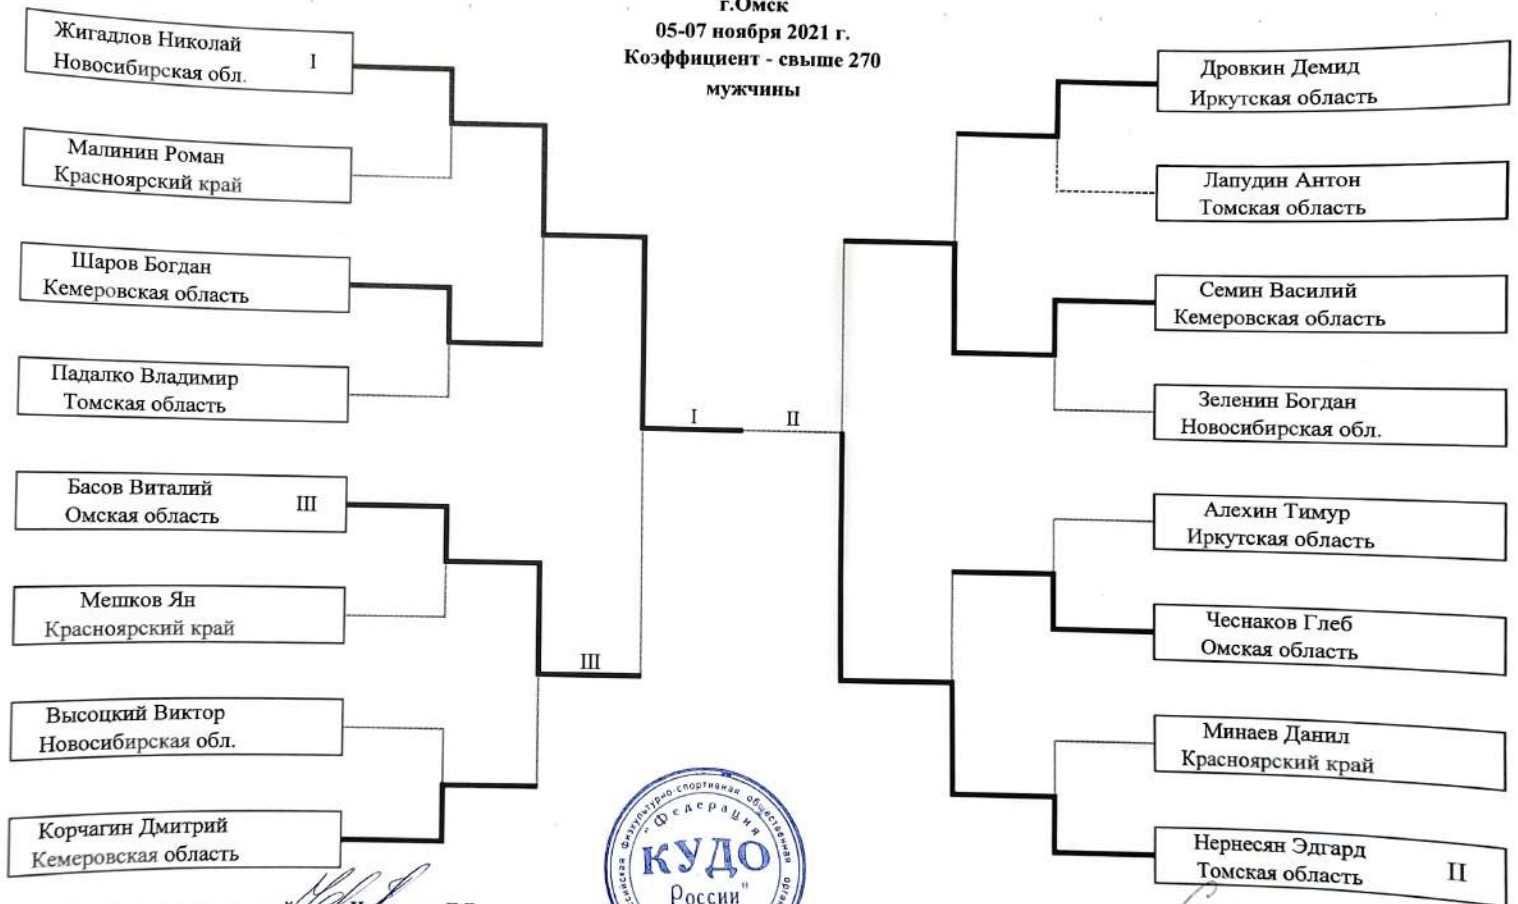 г.Омск
05-07 ноября 2021 г.
Коэффициент - свыше 270
мужчины
Жигадлов Николай
Новосибирская обл.
I
Малинин Роман
Красноярский край
Шаров Богдан
Кемеровская область
Падалко Владимир
Томская область
Басов Виталий
Омская область
III
Мешков Ян
Красноярский край
Высоцкий Виктор
Новосибирская обл.
Корчагин Дмитрий
Кемеровская область
III
I
II
Дровкин Демид
Иркутская область
Лапудин Антон
Томская область
Семин Василий
Кемеровская область
Зеленин Богдан
Новосибирская обл.
Алехин Тимур
Иркутская область
Чеснаков Глеб
Омская область
Минаев Данил
Красноярский край
Нернесян Эдгард
Томская область
II
физкультурно-спортивная общественная
"Федерация
КУДО
России"